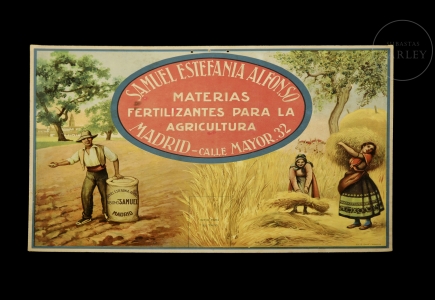 SAMUEL ESTEFANIA ALFONSO
MATERIAS
FERTILIZANTES PARA LA
AGRICULTURA
MADRID-CALLE MAYOR 32
SAMUEL
MADRID